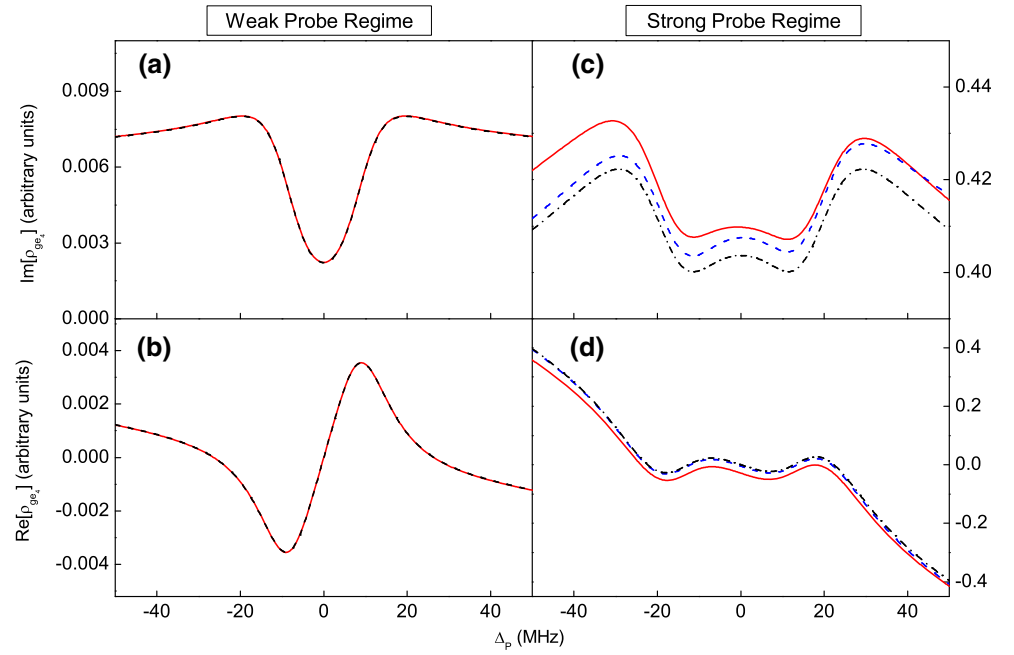 Weak Probe Regime
Strong Probe Regime
(a)
(c)
0.009
0.006
0.003
0.000
Im[ρge4] (arbitrary units)
0.44
0.42
0.40
(b)
(d)
0.004
0.002
0.000
-0.002
-0.004
Re[ρge4] (arbitrary units)
0.4
0.2
0.0
-0.2
-0.4
-40 -20 0 20 40
-40 -20 0 20 40
ΔP (MHz)